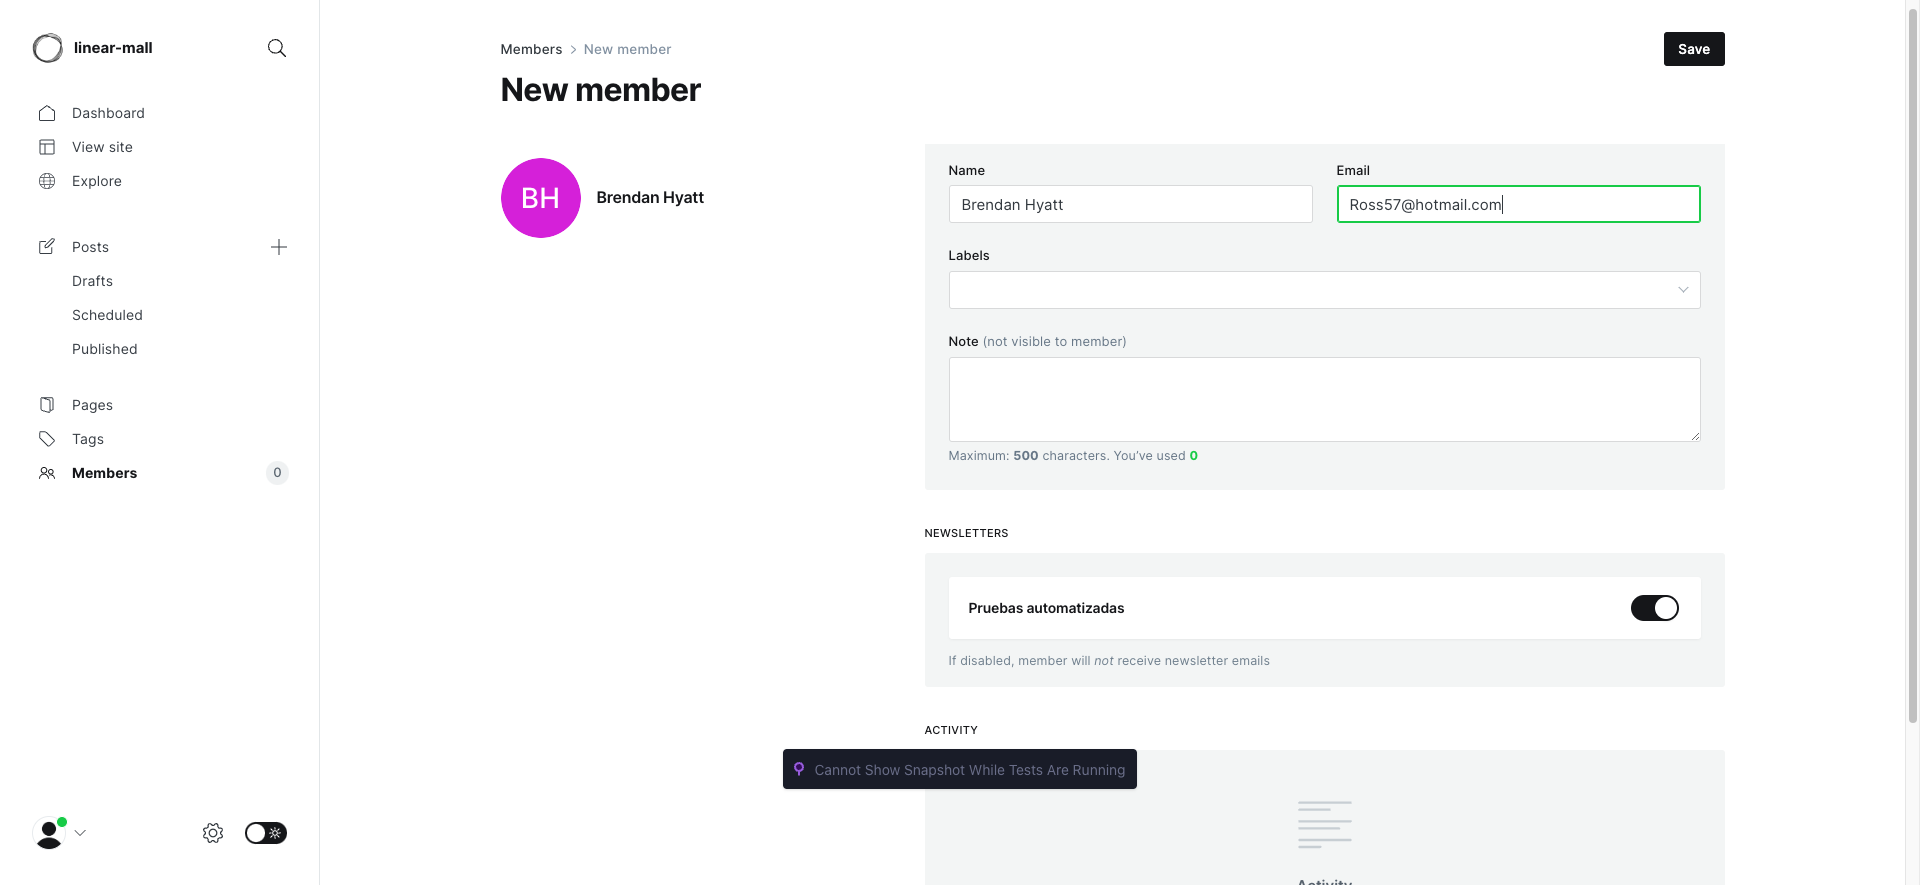 linear-mall
Dashboard
View site
Explore
Posts
Drafts
Scheduled
Published
Pages
Tags
Members 0
Members > New member
Save
New member
BH
Brendan Hyatt
Name
Brendan Hyatt
Email
Ross57@hotmail.com
Labels
Note (not visible to member)
Maximum: 500 characters. You've used 0
NEWSLETTERS
Pruebas automatizadas
If disabled, member will not receive newsletter emails
ACTIVITY
Cannot Show Snapshot While Tests Are Running
Activity